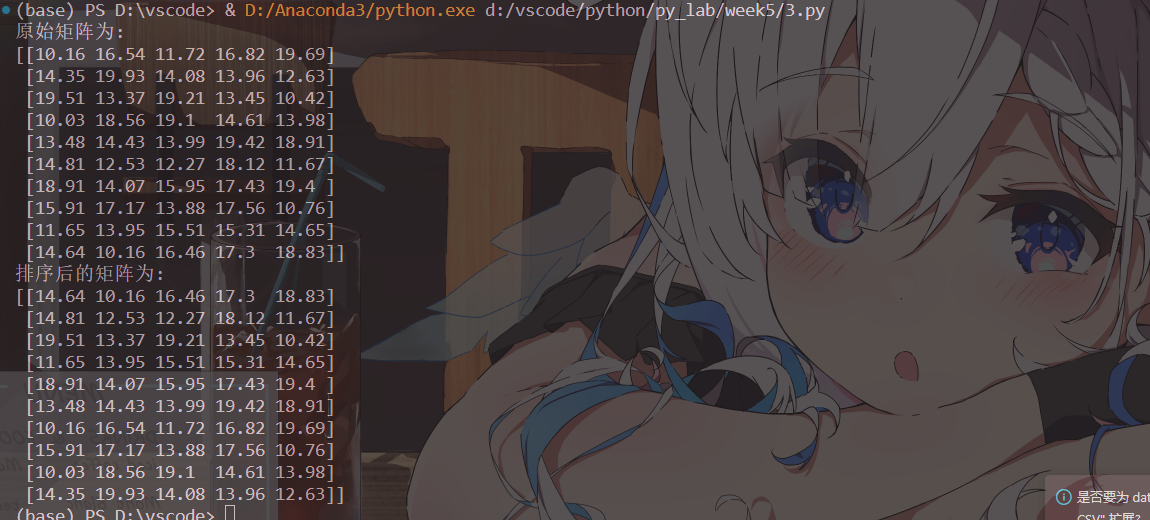 (base) PS D:\vscode> & D:/Anaconda3/python.exe d:/vscode/python/py_lab/week5/3.py
原始矩阵为:
[[10.16 16.54 11.72 16.82 19.69]
 [14.35 19.93 14.08 13.96 12.63]
 [19.51 13.37 19.21 13.45 10.42]
 [10.03 18.56 19.1  14.61 13.98]
 [13.48 14.43 13.99 19.42 18.91]
 [14.81 12.53 12.27 18.12 11.67]
 [18.91 14.07 15.95 17.43 19.4 ]
 [15.91 17.17 13.88 17.56 10.76]
 [11.65 13.95 15.51 15.31 14.65]
 [14.64 10.16 16.46 17.3  18.83]]
排序后的矩阵为:
[[14.64 10.16 16.46 17.3  18.83]
 [14.81 12.53 12.27 18.12 11.67]
 [19.51 13.37 19.21 13.45 10.42]
 [11.65 13.95 15.51 15.31 14.65]
 [18.91 14.07 15.95 17.43 19.4 ]
 [13.48 14.43 13.99 19.42 18.91]
 [10.16 16.54 11.72 16.82 19.69]
 [15.91 17.17 13.88 17.56 10.76]
 [10.03 18.56 19.1  14.61 13.98]
 [14.35 19.93 14.08 13.96 12.63]]
(base) PS D:\vscode>
是否要为 dat
CSV" 扩展?